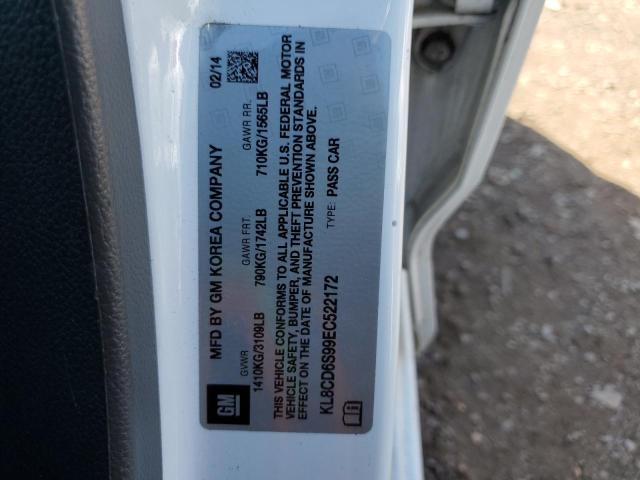 MFD BY GM KOREA COMPANY 02/14
GVWR GAWR FRT. GAWR RR.
1410KG/3109LB 790KG/1742LB 710KG/1565LB
THIS VEHICLE CONFORMS TO ALL APPLICABLE U.S. FEDERAL MOTOR
VEHICLE SAFETY, BUMPER, AND THEFT PREVENTION STANDARDS IN
EFFECT ON THE DATE OF MANUFACTURE SHOWN ABOVE.
KL8CD6S99EC522172 TYPE: PASS CAR
GM